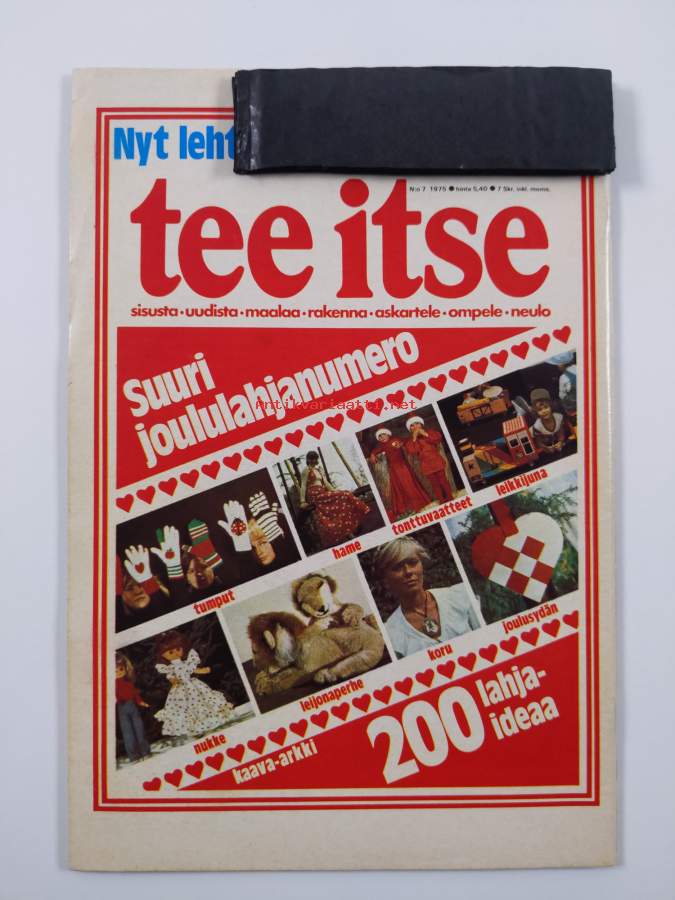 Nyt leht
N:o 7 1975 ● hinta 5,40 ● 7 Skr. inkl. moms.
tee itse
sisusta · uudista · maalaa · rakenna · askartele · ompele · neulo
suuri
joululahjanumero
antikvariaatti.net
tumput
hame
tonttuvaatteet
leikkijuna
nukke
leijonaperhe
koru
joulusydän
kaava-arkki
200 lahja-
ideaa